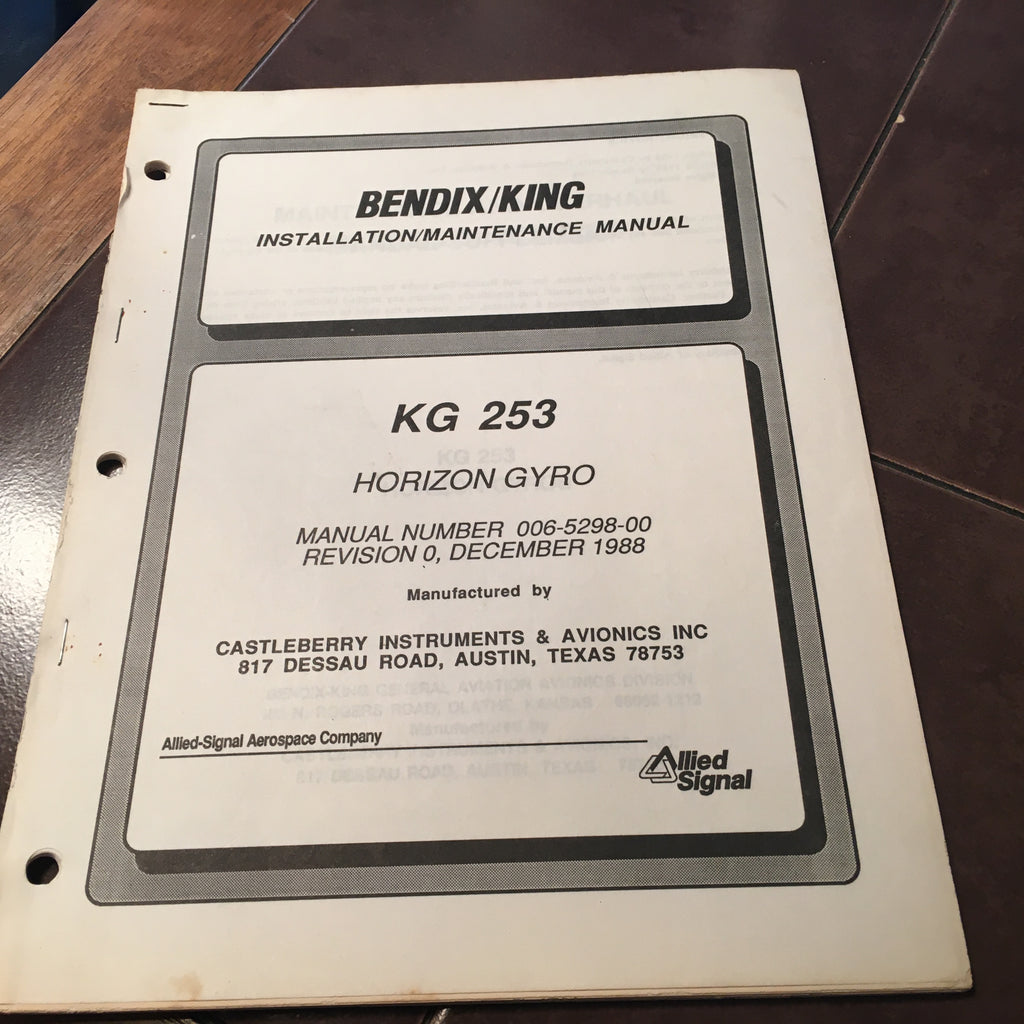 BENDIX/KING
INSTALLATION/MAINTENANCE MANUAL
KG 253
HORIZON GYRO
MANUAL NUMBER 006-5298-00
REVISION 0, DECEMBER 1988
Manufactured by
CASTLEBERRY INSTRUMENTS & AVIONICS INC
817 DESSAU ROAD, AUSTIN, TEXAS 78753
Allied-Signal Aerospace Company
Allied
Signal